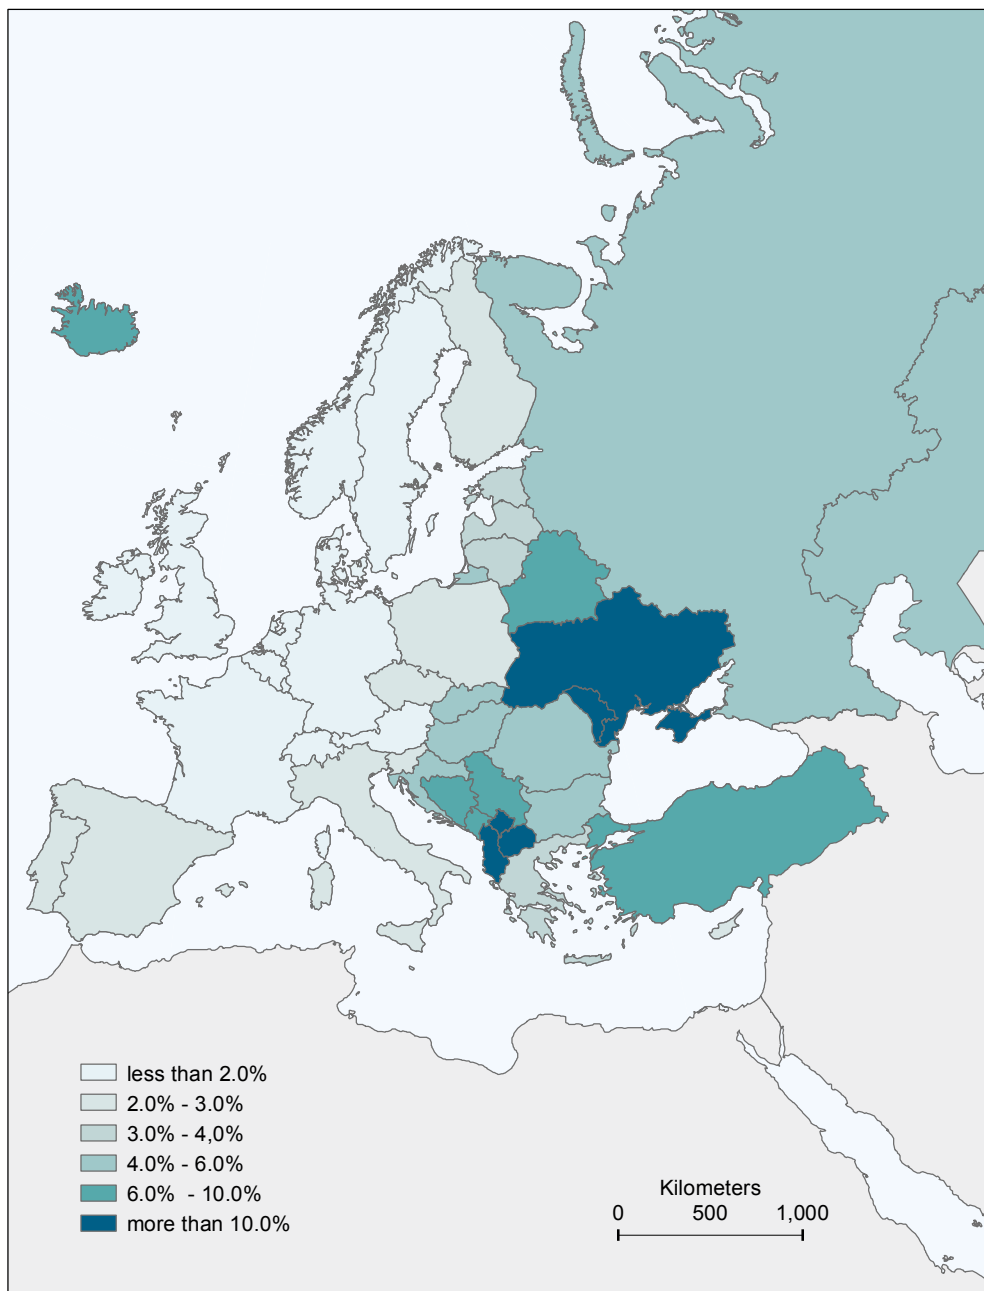 less than 2.0%
2.0% - 3.0%
3.0% - 4,0%
4.0% - 6.0%
6.0% - 10.0%
more than 10.0%
Kilometers
0 500 1,000